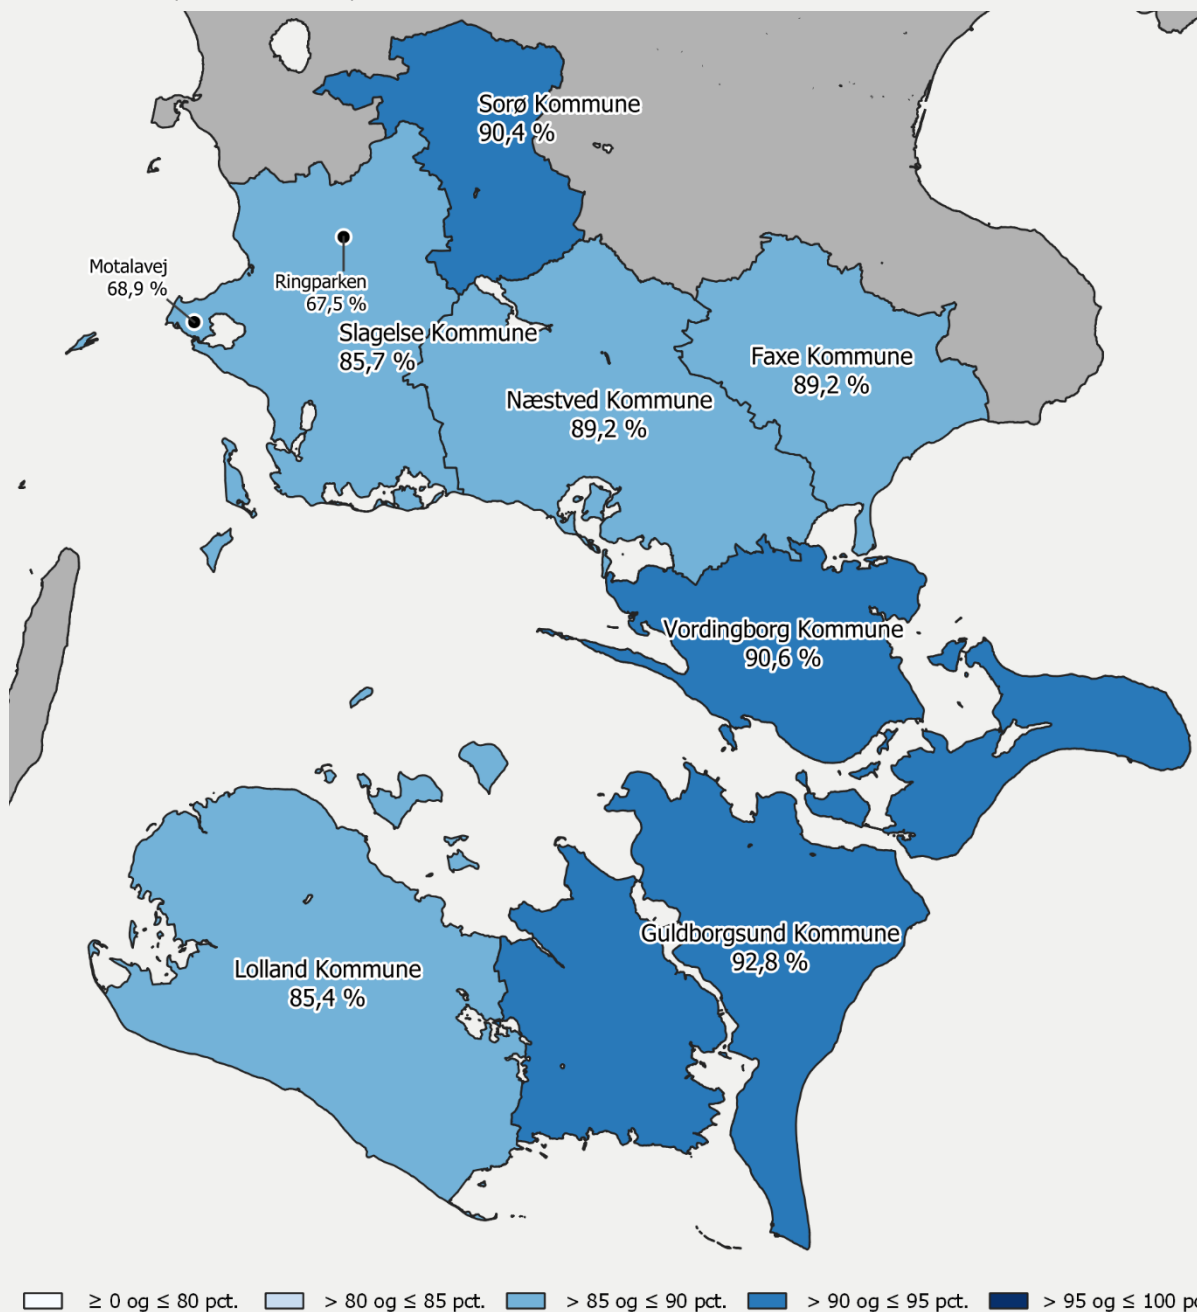 Sorø Kommune
90,4 %
Motalavej
68,9 %
Ringparken
67,5 %
Slagelse Kommune
85,7 %
Faxe Kommune
89,2 %
Næstved Kommune
89,2 %
Vordingborg Kommune
90,6 %
Guldborgsund Kommune
92,8 %
Lolland Kommune
85,4 %
≥ 0 og ≤ 80 pct.
> 80 og ≤ 85 pct.
> 85 og ≤ 90 pct.
> 90 og ≤ 95 pct.
> 95 og ≤ 100 p